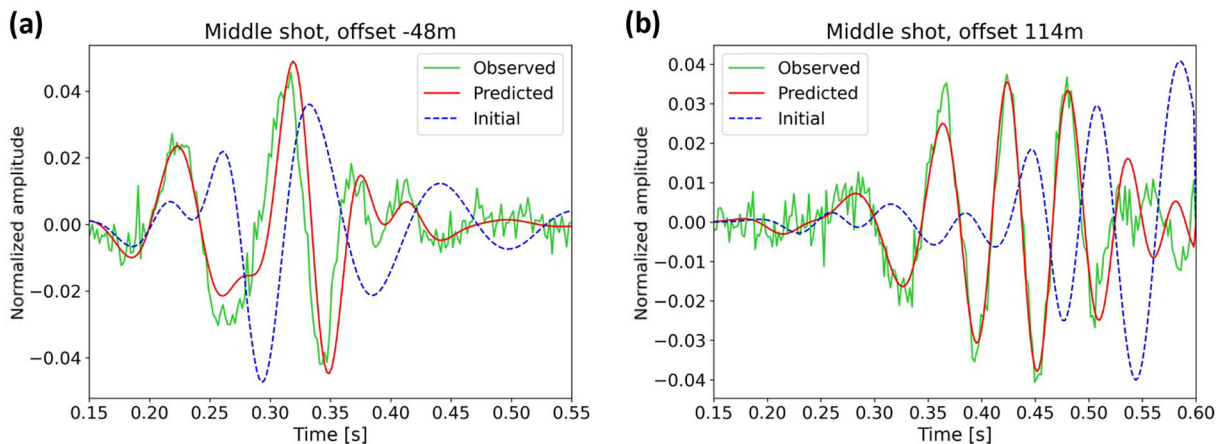 (a)
Middle shot, offset -48m
Normalized amplitude
0.04
0.02
0.00
−0.02
−0.04
Observed
Predicted
Initial
0.15 0.20 0.25 0.30 0.35 0.40 0.45 0.50 0.55
Time [s]
(b)
Middle shot, offset 114m
Normalized amplitude
0.04
0.03
0.02
0.01
0.00
−0.01
−0.02
−0.03
−0.04
Observed
Predicted
Initial
0.15 0.20 0.25 0.30 0.35 0.40 0.45 0.50 0.55 0.60
Time [s]